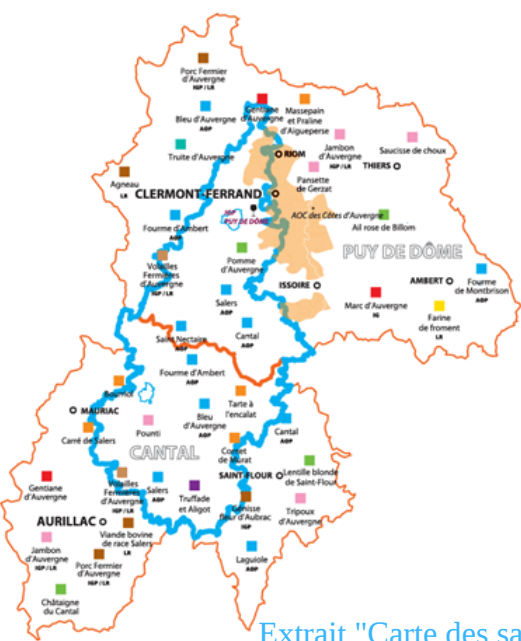 Porc Fermier
d'Auvergne
IGP / LR
Bleu d'Auvergne
AOP
Gentiane
d'Auvergne
Massepain
et Praline
d'Aigueperse
Truite d'Auvergne
RIOM
Jambon
d'Auvergne
IGP / LR
Saucisse de choux
THIERS
Pansette
de Gerzat
Agneau
LR
CLERMONT-FERRAND
Fourme d'Ambert
AOP
PUY DE DÔME
AOC des Côtes d'Auvergne
Ail rose de Billom
Pomme
d'Auvergne
PUY DE DÔME
Volailles
Fermières
d'Auvergne
IGP / LR
Salers
AOP
ISSOIRE
AMBERT
Fourme
de Montbrison
AOP
Marc d'Auvergne
IG
Farine
de froment
LR
Saint Nectaire
AOP
Cantal
AOP
Fourme d'Ambert
AOP
Bourriol
MAURIAC
Tarte à
l'encalat
Bleu
d'Auvergne
AOP
Carré de Salers
Pounti
Cantal
AOP
CANTAL
Cornet
de Murat
SAINT-FLOUR
Lentille blonde
de Saint-Flour
Gentiane
d'Auvergne
Volailles
Fermières
d'Auvergne
IGP / LR
Salers
AOP
Truffade
et Aligot
Génisse
fleur d'Aubrac
IGP
Tripoux
d'Auvergne
AURILLAC
Viande bovine
de race Salers
LR
Jambon
d'Auvergne
IGP / LR
Porc Fermier
d'Auvergne
IGP / LR
Laguiole
AOP
Châtaigne
du Cantal
Extrait "Carte des sa